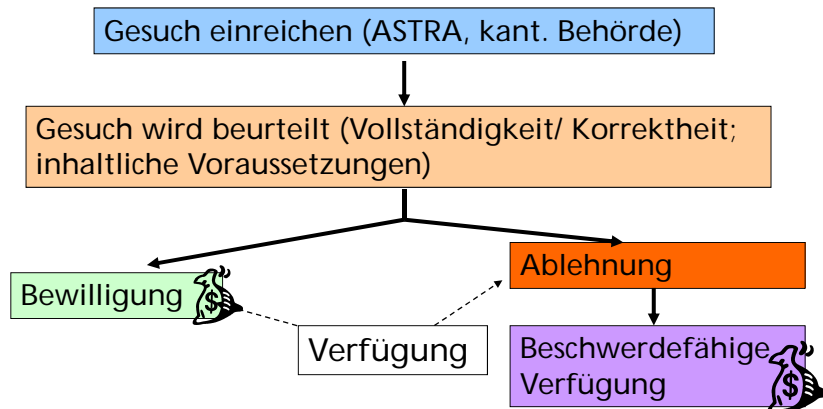 Gesuch einreichen (ASTRA, kant. Behörde)
Gesuch wird beurteilt (Vollständigkeit/ Korrektheit;
inhaltliche Voraussetzungen)
Bewilligung
$
Ablehnung
Verfügung
Beschwerdefähige
Verfügung
$